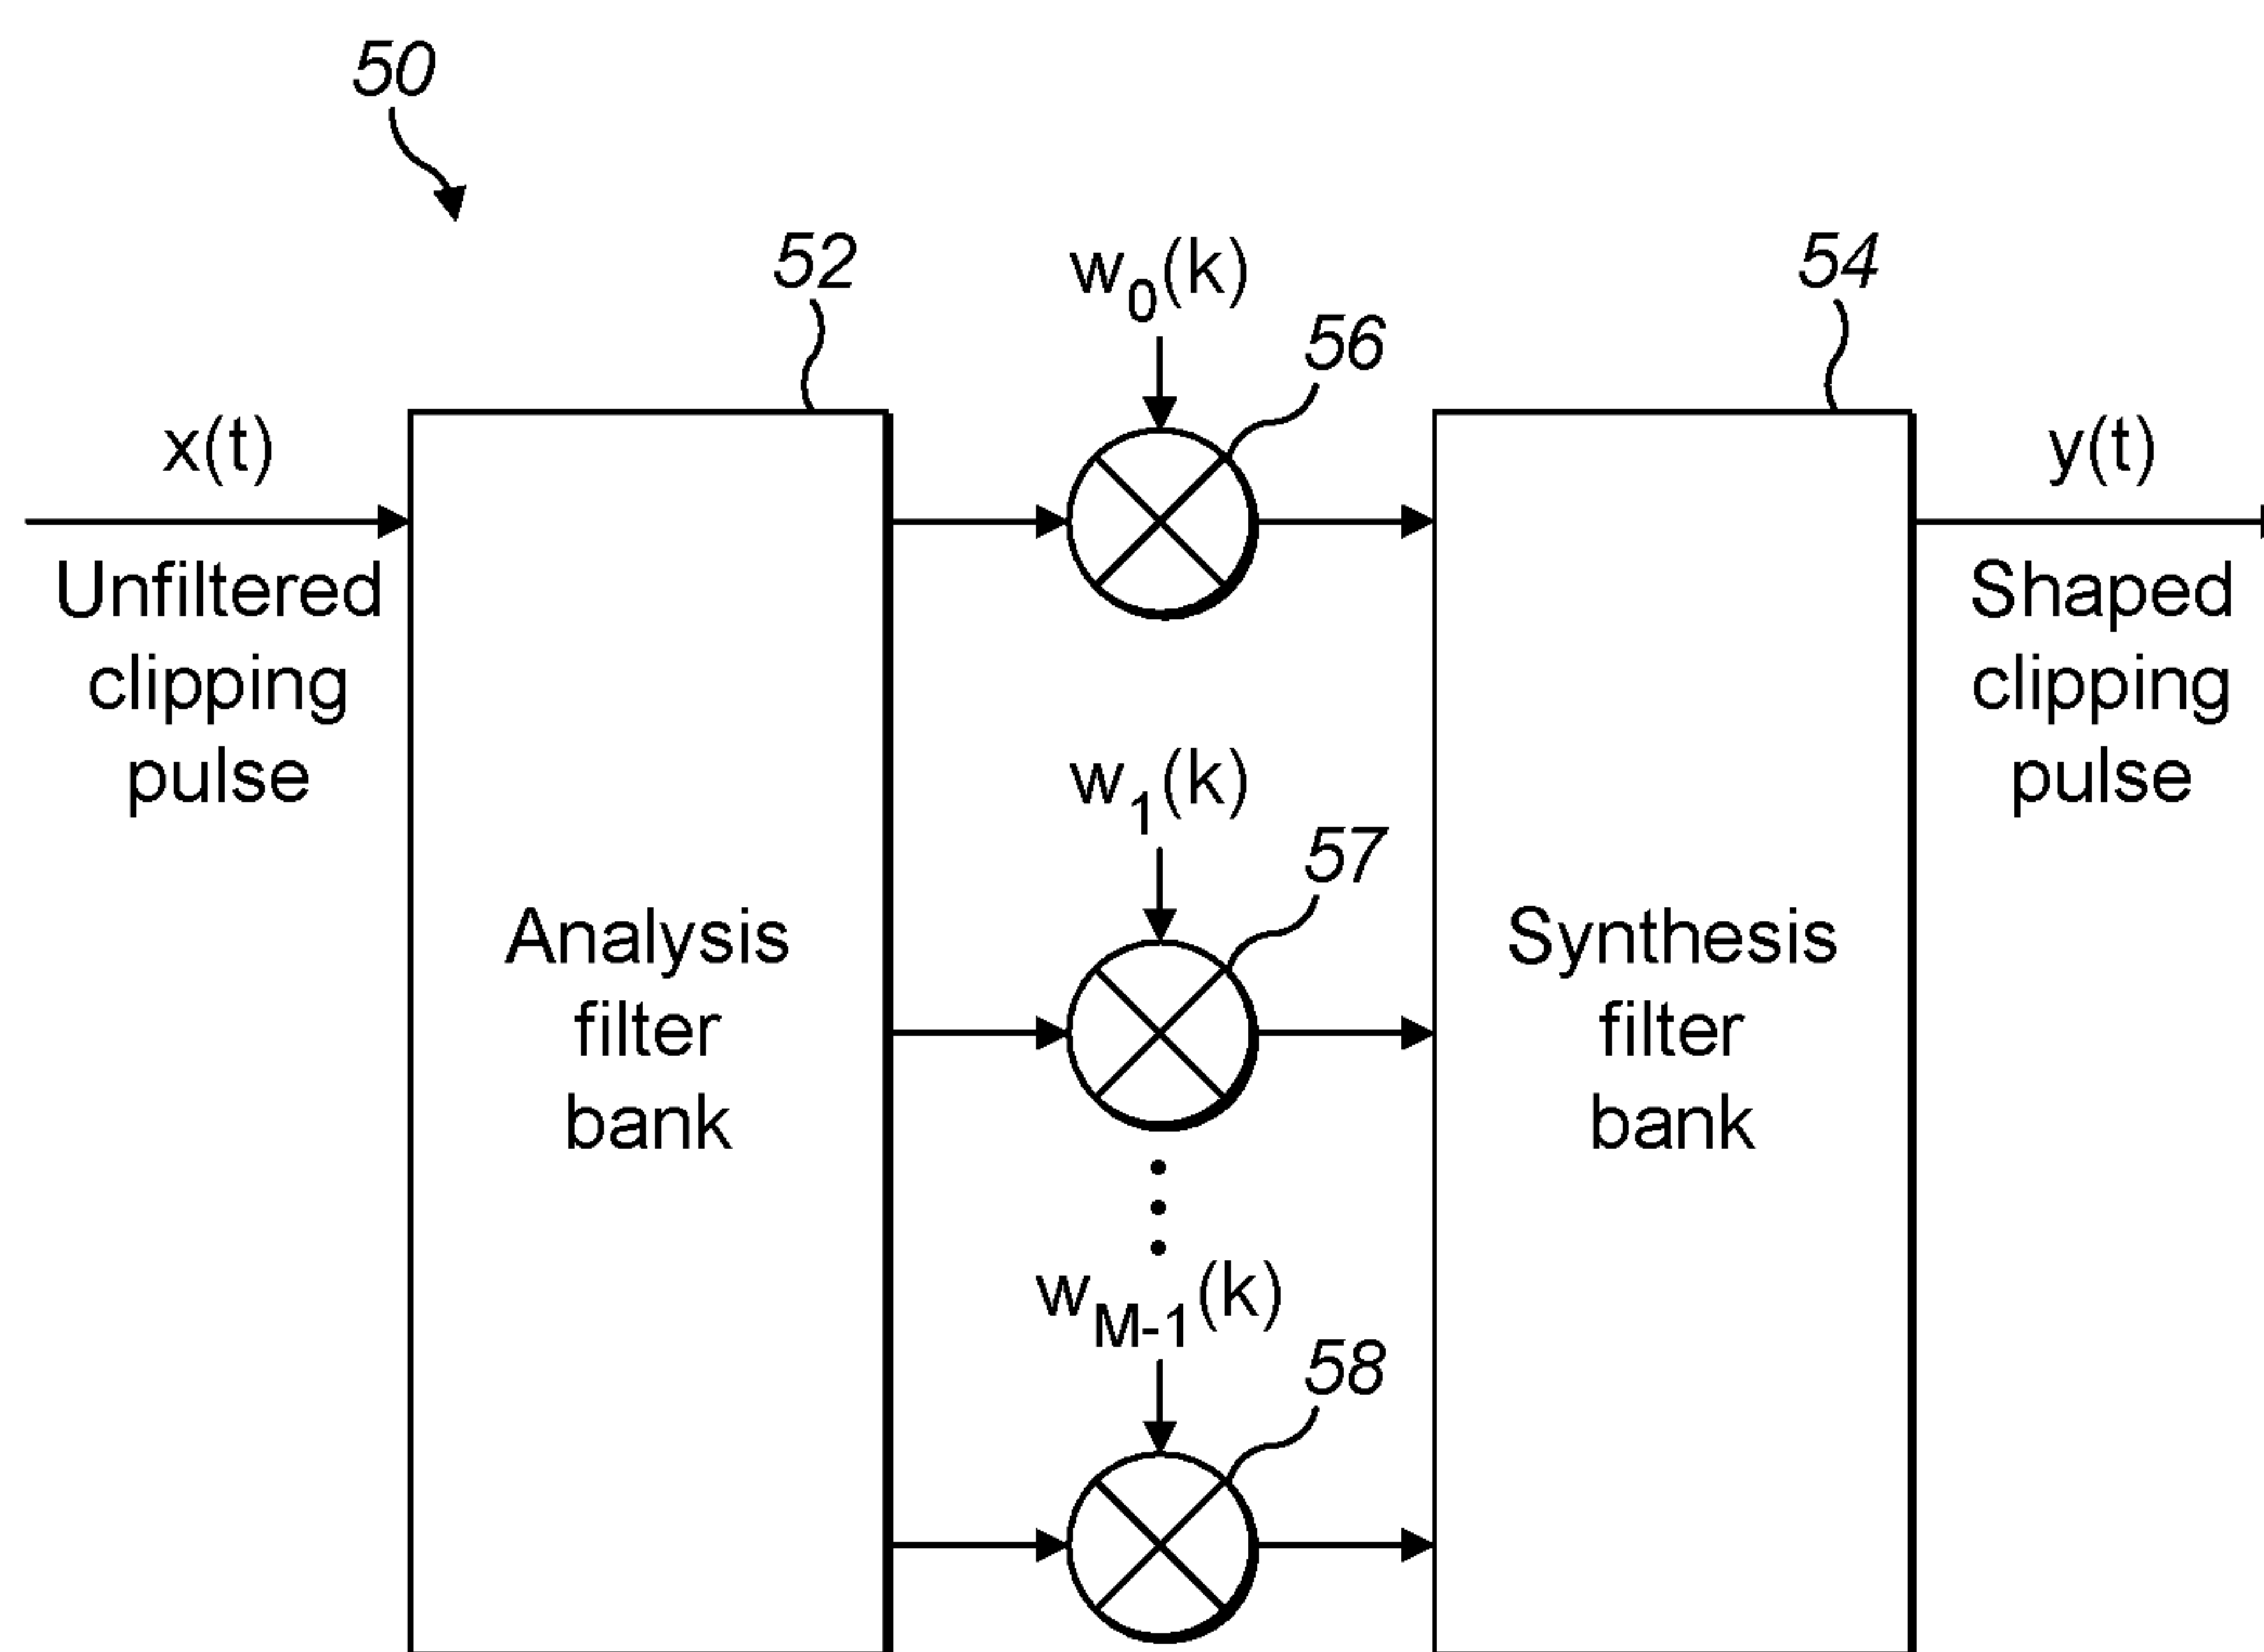 50
52
w0(k)
54
56
x(t)
y(t)
Unfiltered
clipping
pulse
Shaped
clipping
pulse
w1(k)
57
Analysis
filter
bank
Synthesis
filter
bank
wM-1(k)
58